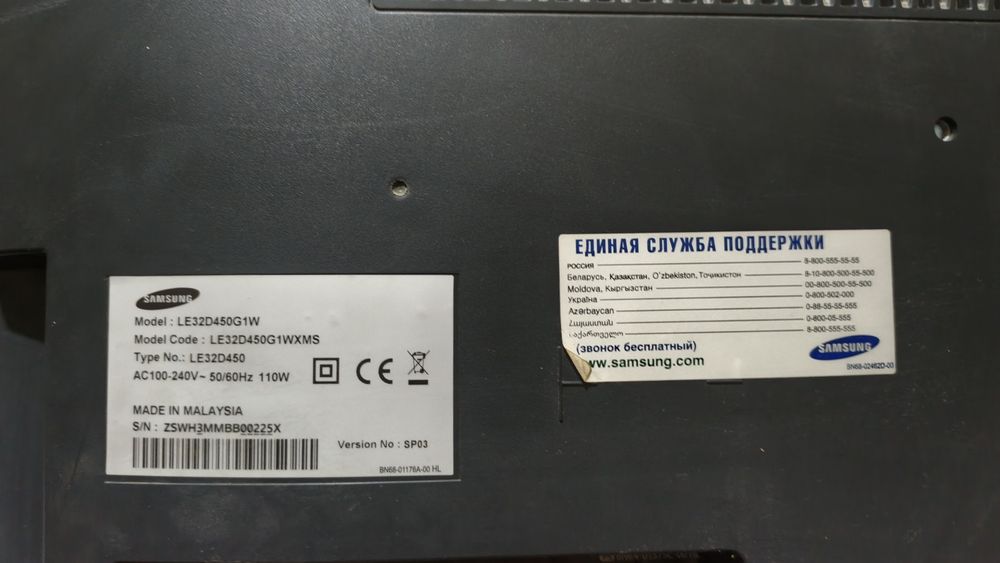 SAMSUNG
Model : LE32D450G1W
Model Code : LE32D450G1WXMS
Type No.: LE32D450
AC100-240V~ 50/60Hz 110W
CE
MADE IN MALAYSIA
S/N : ZSWH3MMBB00225X
Version No : SP03
BN68-01176A-00 HL
ЕДИНАЯ СЛУЖБА ПОДДЕРЖКИ
РОССИЯ 8-800-555-55-55
Беларусь, Қазақстан, O'zbekiston, Тоҷикистон 8-10-800-500-55-500
Moldova, Кыргызстан 00-800-500-55-500
Україна 0-800-502-000
Azərbaycan 0-88-55-55-555
Հայաստան 0-800-05-555
საქართველო 8-800-555-555
(звонок бесплатный)
ww.samsung.com
SAMSUNG
BN68-02462D-00